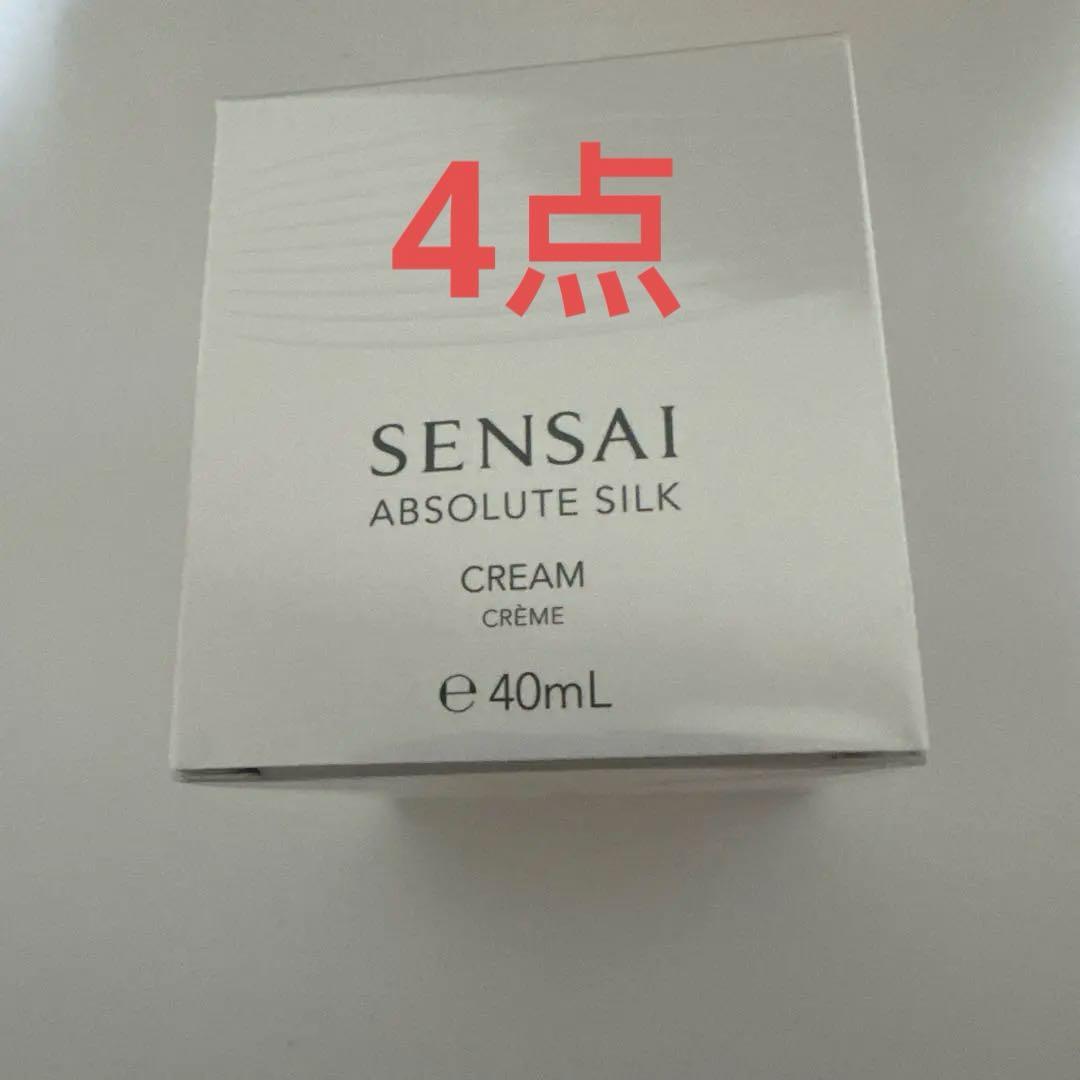 4点
SENSAI
ABSOLUTE SILK
CREAM
CRÈME
℮ 40mL